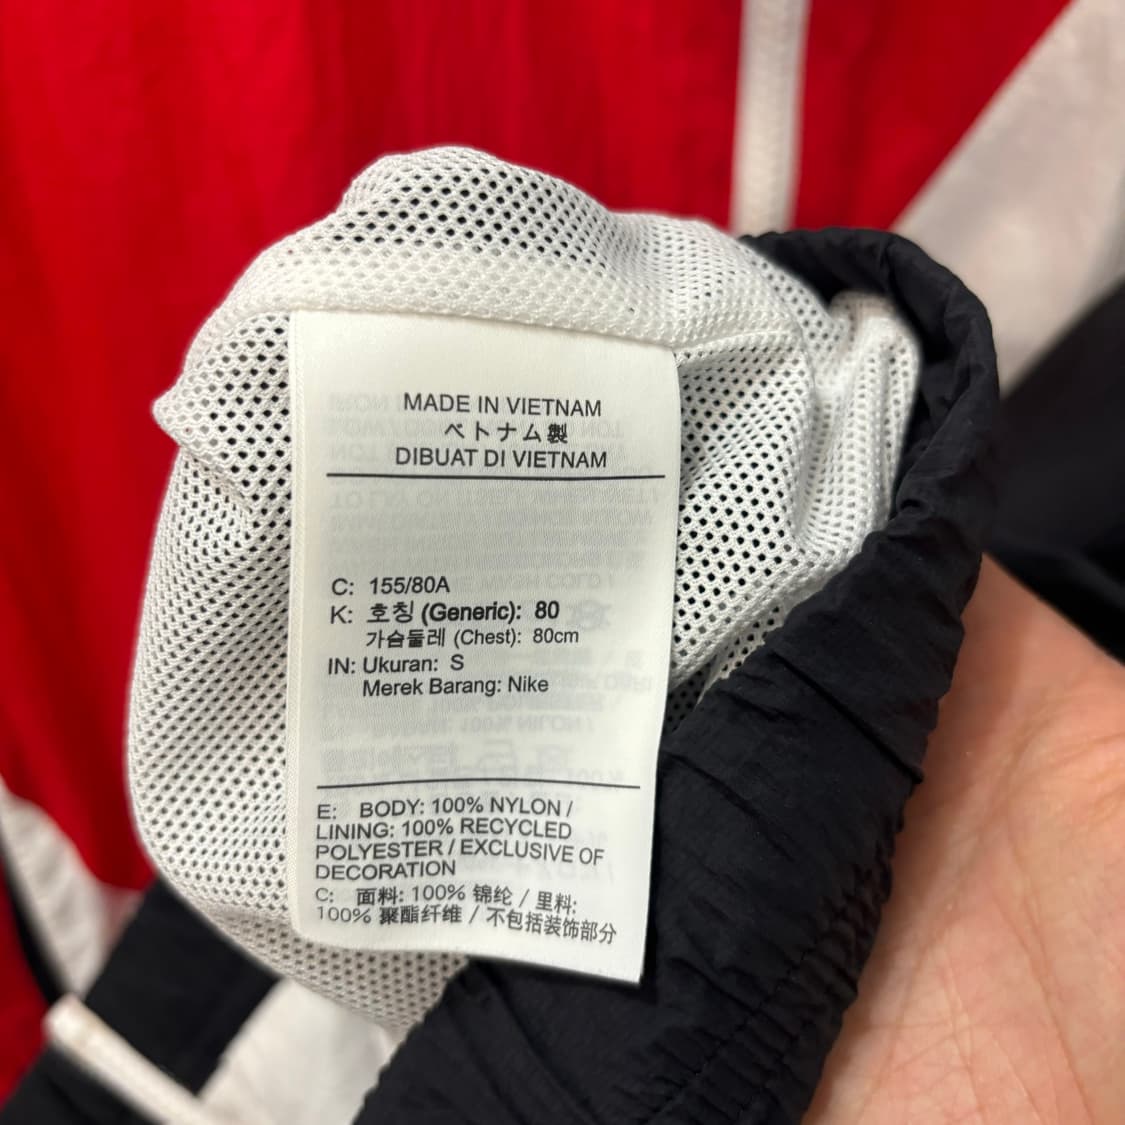 MADE IN VIETNAM
ベトナム製
DIBUAT DI VIETNAM
C: 155/80A
K: 호칭 (Generic): 80
가슴둘레 (Chest): 80cm
IN: Ukuran: S
Merek Barang: Nike
E: BODY: 100% NYLON /
LINING: 100% RECYCLED
POLYESTER / EXCLUSIVE OF
DECORATION
C: 面料: 100% 锦纶 / 里料:
100% 聚酯纤维 / 不包括装饰部分